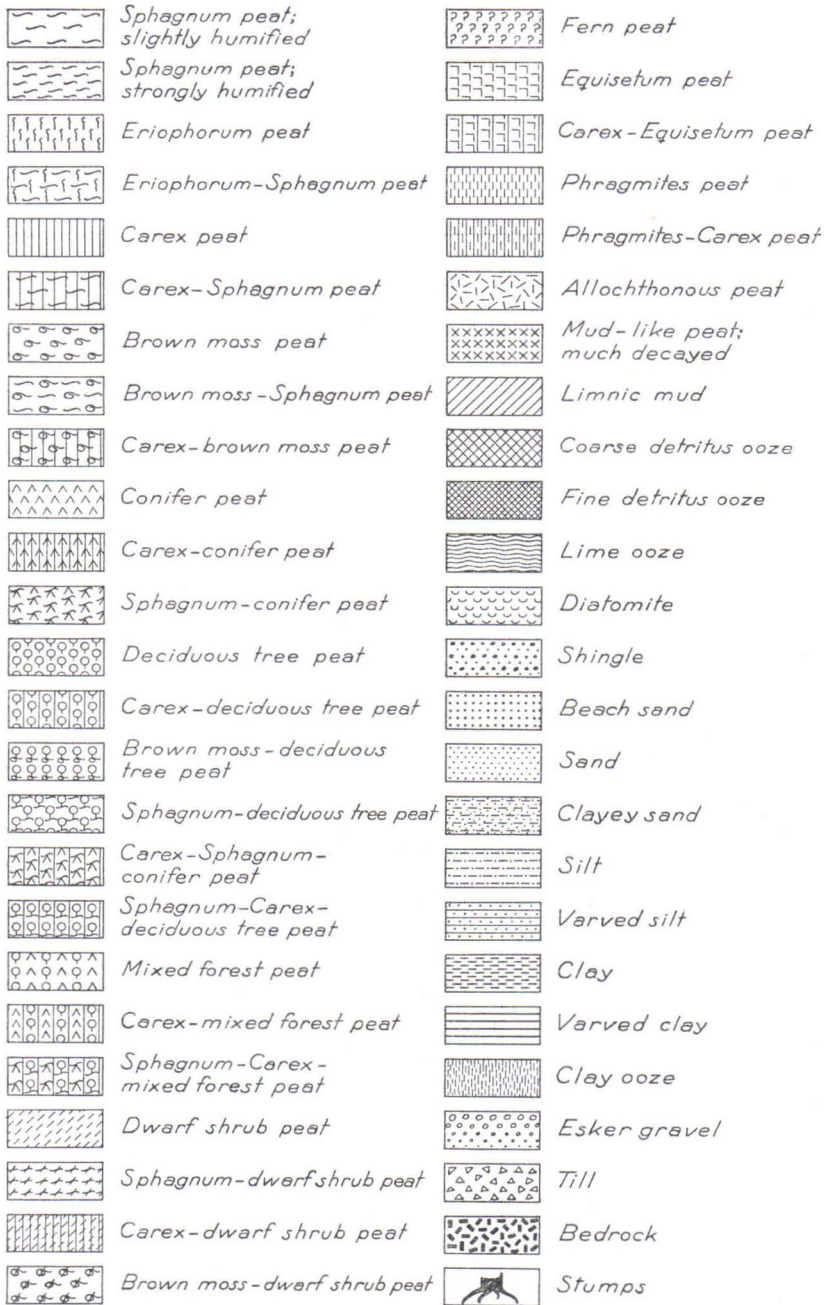 Sphagnum peat;
slightly humified
Sphagnum peat;
strongly humified
Eriophorum peat
Eriophorum-Sphagnum peat
Carex peat
Carex-Sphagnum peat
Brown moss peat
Brown moss-Sphagnum peat
Carex-brown moss peat
Conifer peat
Carex-conifer peat
Sphagnum-conifer peat
Deciduous tree peat
Carex-deciduous tree peat
Brown moss-deciduous
tree peat
Sphagnum-deciduous tree peat
Carex-Sphagnum-
conifer peat
Sphagnum-Carex-
deciduous tree peat
Mixed forest peat
Carex-mixed forest peat
Sphagnum-Carex-
mixed forest peat
Dwarf shrub peat
Sphagnum-dwarf shrub peat
Carex-dwarf shrub peat
Brown moss-dwarf shrub peat
Fern peat
Equisetum peat
Carex-Equisetum peat
Phragmites peat
Phragmites-Carex peat
Allochthonous peat
Mud-like peat;
much decayed
Limnic mud
Coarse detritus ooze
Fine detritus ooze
Lime ooze
Diatomite
Shingle
Beach sand
Sand
Clayey sand
Silt
Varved silt
Clay
Varved clay
Clay ooze
Esker gravel
Till
Bedrock
Stumps